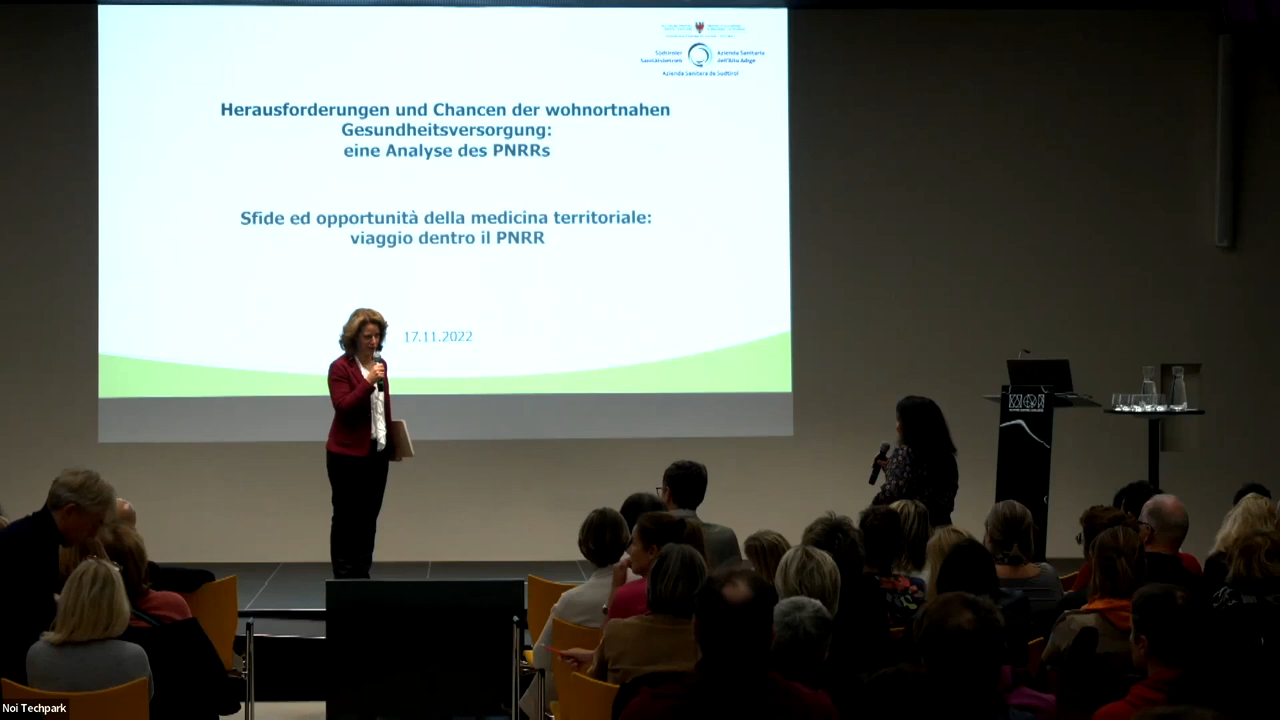 Südtiroler Sanitätsbetrieb
Azienda Sanitaria dell'Alto Adige
Azienda Sanitara de Südtirol
Herausforderungen und Chancen der wohnortnahen
Gesundheitsversorgung:
eine Analyse des PNRRs
Sfide ed opportunità della medicina territoriale:
viaggio dentro il PNRR
17.11.2022
NOI
Noi Techpark